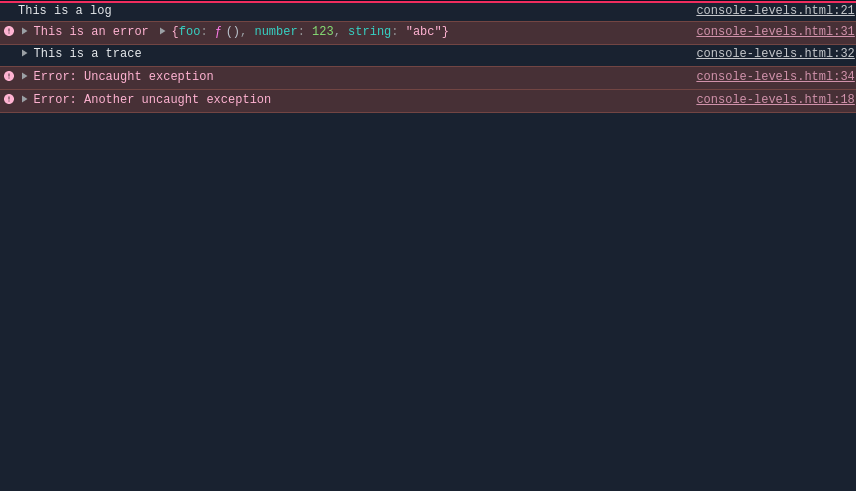 This is a log console-levels.html:21
This is an error {foo: ƒ (), number: 123, string: "abc"} console-levels.html:31
This is a trace console-levels.html:32
Error: Uncaught exception console-levels.html:34
Error: Another uncaught exception console-levels.html:18